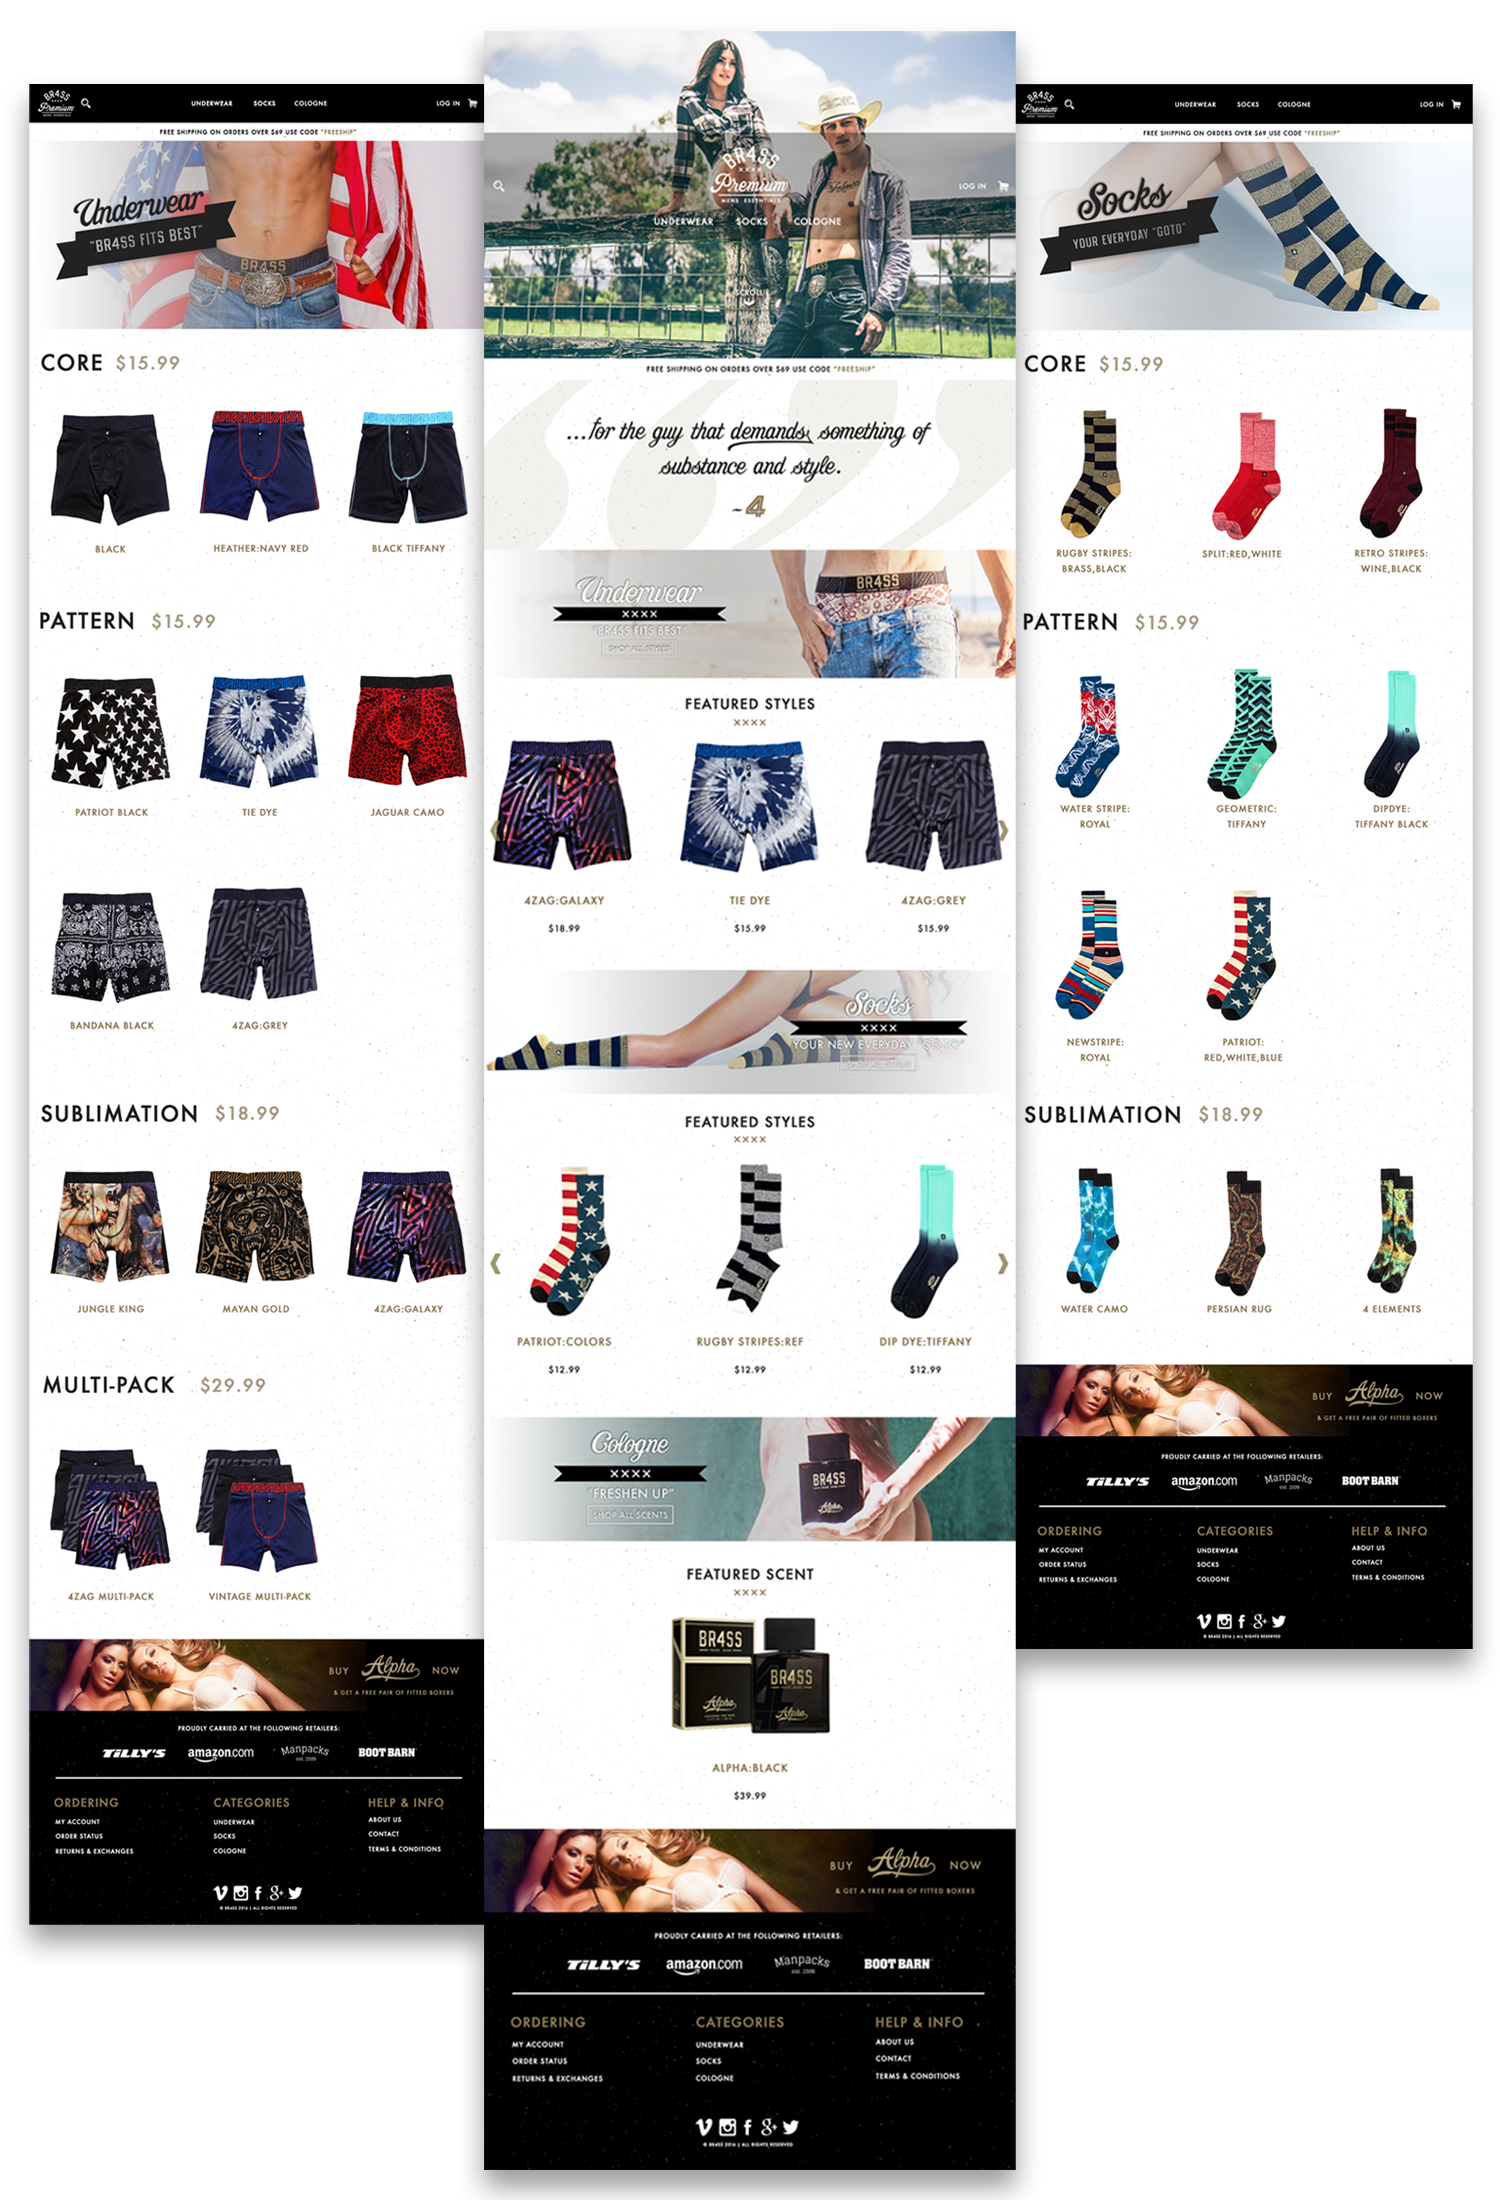 BR4SS
XXXX
Premium
MENS ESSENTIALS
UNDERWEAR SOCKS COLOGNE
LOG IN
FREE SHIPPING ON ORDERS OVER $69 USE CODE "FREESHIP"
Underwear
"BR4SS FITS BEST"
BR4SS
CORE $15.99
BLACK
HEATHER:NAVY RED
BLACK TIFFANY
PATTERN $15.99
PATRIOT BLACK
TIE DYE
JAGUAR CAMO
BANDANA BLACK
4ZAG:GREY
SUBLIMATION $18.99
JUNGLE KING
MAYAN GOLD
4ZAG:GALAXY
MULTI-PACK $29.99
4ZAG MULTI-PACK
VINTAGE MULTI-PACK
BUY Alpha NOW
& GET A FREE PAIR OF FITTED BOXERS
PROUDLY CARRIED AT THE FOLLOWING RETAILERS:
TiLLY'S amazon.com Manpacks BOOT BARN
est. 2009
ORDERING
MY ACCOUNT
ORDER STATUS
RETURNS & EXCHANGES
CATEGORIES
UNDERWEAR
SOCKS
COLOGNE
HELP & INFO
ABOUT US
CONTACT
TERMS & CONDITIONS
© BR4SS 2016 | ALL RIGHTS RESERVED
BR4SS
XXXX
Premium
MENS ESSENTIALS
LOG IN
UNDERWEAR SOCKS COLOGNE
SCROLL
FREE SHIPPING ON ORDERS OVER $69 USE CODE "FREESHIP"
...for the guy that demands something of
substance and style.
~4
Underwear
XXXX
"BR4SS FITS BEST"
SHOP ALL STYLES
BR4SS
FEATURED STYLES
XXXX
4ZAG:GALAXY
$18.99
TIE DYE
$15.99
4ZAG:GREY
$15.99
Socks
XXXX
YOUR NEW EVERYDAY "GO-TO"
SHOP ALL STYLES
FEATURED STYLES
XXXX
PATRIOT:COLORS
$12.99
RUGBY STRIPES:REF
$12.99
DIP DYE:TIFFANY
$12.99
Cologne
XXXX
"FRESHEN UP"
SHOP ALL SCENTS
BR4SS
Alpha
FEATURED SCENT
XXXX
BR4SS
Alpha
BR4SS
Alpha
ALPHA:BLACK
$39.99
BUY Alpha NOW
& GET A FREE PAIR OF FITTED BOXERS
PROUDLY CARRIED AT THE FOLLOWING RETAILERS:
TiLLY'S amazon.com Manpacks BOOT BARN
est. 2009
ORDERING
MY ACCOUNT
ORDER STATUS
RETURNS & EXCHANGES
CATEGORIES
UNDERWEAR
SOCKS
COLOGNE
HELP & INFO
ABOUT US
CONTACT
TERMS & CONDITIONS
© BR4SS 2016 | ALL RIGHTS RESERVED
BR4SS
XXXX
Premium
MENS ESSENTIALS
UNDERWEAR SOCKS COLOGNE
LOG IN
FREE SHIPPING ON ORDERS OVER $69 USE CODE "FREESHIP"
Socks
YOUR EVERYDAY "GOTO"
CORE $15.99
RUGBY STRIPES:
BRASS,BLACK
SPLIT:RED,WHITE
RETRO STRIPES:
WINE,BLACK
PATTERN $15.99
WATER STRIPE:
ROYAL
GEOMETRIC:
TIFFANY
DIPDYE:
TIFFANY BLACK
NEWSTRIPE:
ROYAL
PATRIOT:
RED,WHITE,BLUE
SUBLIMATION $18.99
WATER CAMO
PERSIAN RUG
4 ELEMENTS
BUY Alpha NOW
& GET A FREE PAIR OF FITTED BOXERS
PROUDLY CARRIED AT THE FOLLOWING RETAILERS:
TiLLY'S amazon.com Manpacks BOOT BARN
est. 2009
ORDERING
MY ACCOUNT
ORDER STATUS
RETURNS & EXCHANGES
CATEGORIES
UNDERWEAR
SOCKS
COLOGNE
HELP & INFO
ABOUT US
CONTACT
TERMS & CONDITIONS
© BR4SS 2016 | ALL RIGHTS RESERVED